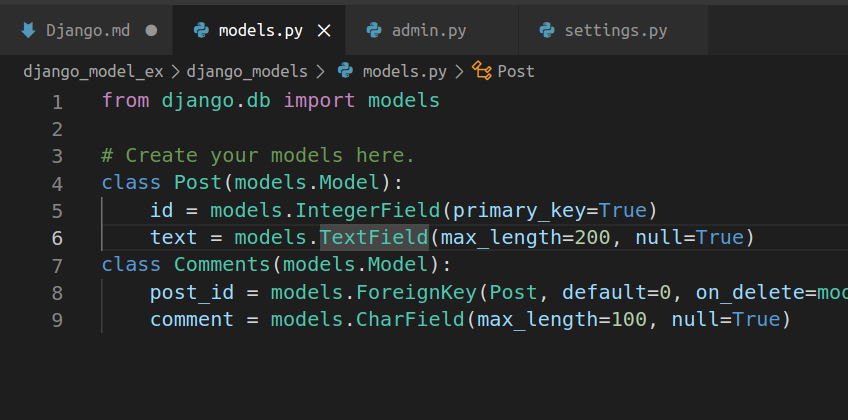 Django.md models.py admin.py settings.py
django_model_ex > django_models > models.py > Post
1 from django.db import models
2
3 # Create your models here.
4 class Post(models.Model):
5 id = models.IntegerField(primary_key=True)
6 text = models.TextField(max_length=200, null=True)
7 class Comments(models.Model):
8 post_id = models.ForeignKey(Post, default=0, on_delete=mod
9 comment = models.CharField(max_length=100, null=True)